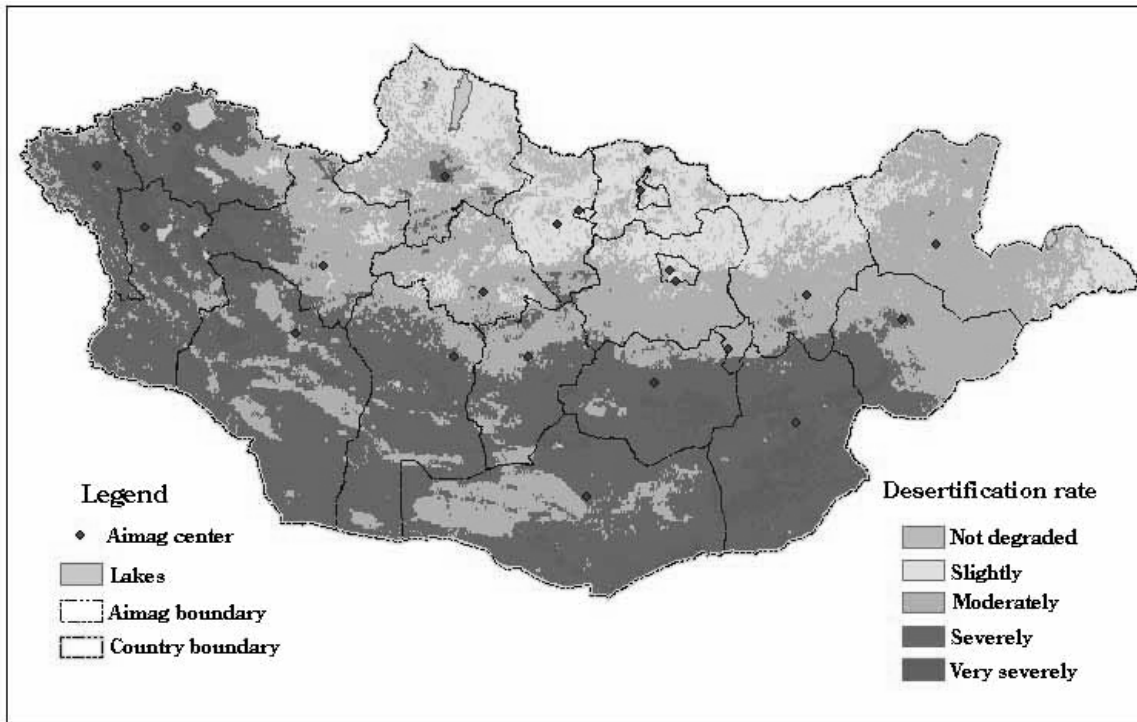 Legend
Aimag center
Lakes
Aimag boundary
Country boundary
Desertification rate
Not degraded
Slightly
Moderately
Severely
Very severely